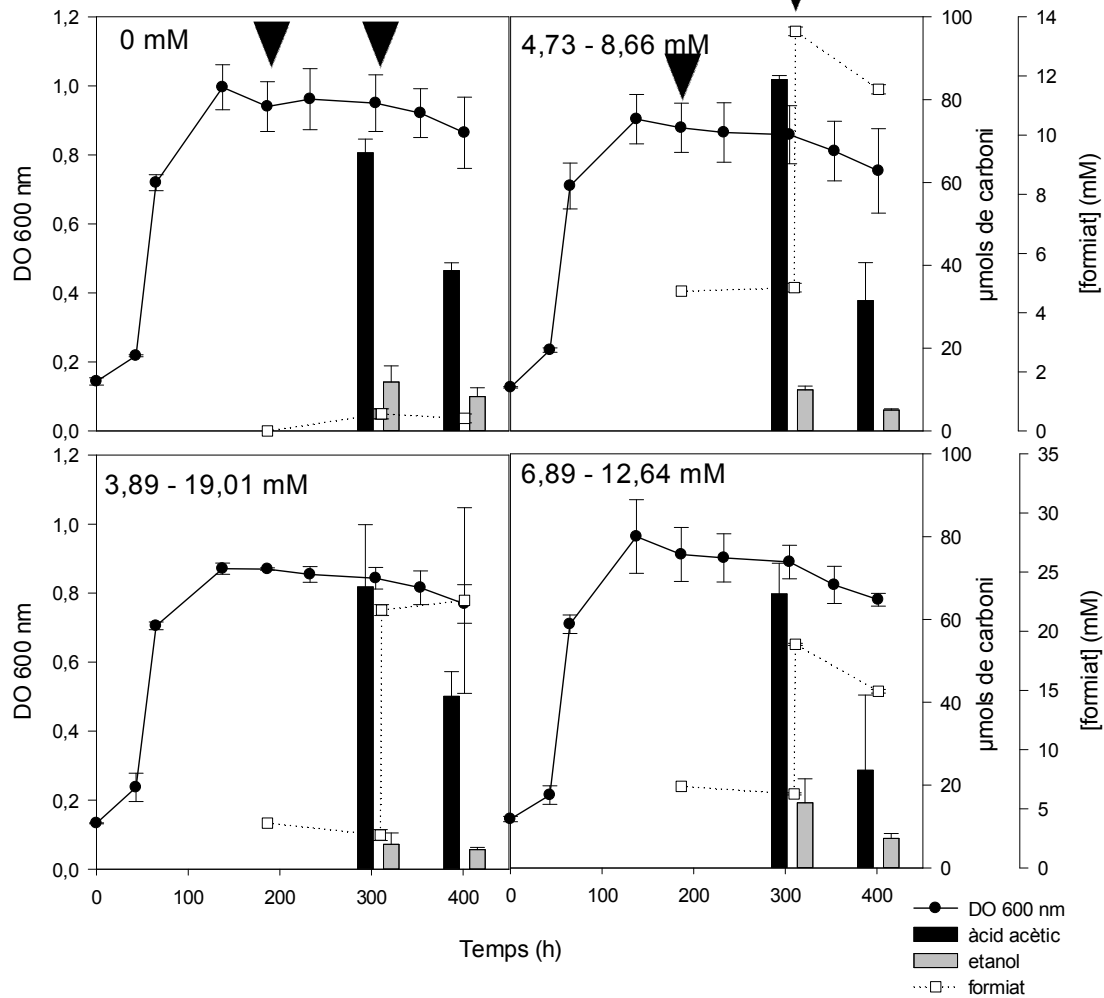 1,2
1,0
0,8
0,6
0,4
0,2
0,0
DO 600 nm
0 mM
4,73 - 8,66 mM
100
80
60
40
20
0
µmols de carboni
14
12
10
8
6
4
2
0
[formiat] (mM)
1,2
1,0
0,8
0,6
0,4
0,2
0,0
DO 600 nm
3,89 - 19,01 mM
6,89 - 12,64 mM
100
80
60
40
20
0
µmols de carboni
35
30
25
20
15
10
5
0
[formiat] (mM)
0 100 200 300 400
0 100 200 300 400
Temps (h)
DO 600 nm
àcid acètic
etanol
formiat